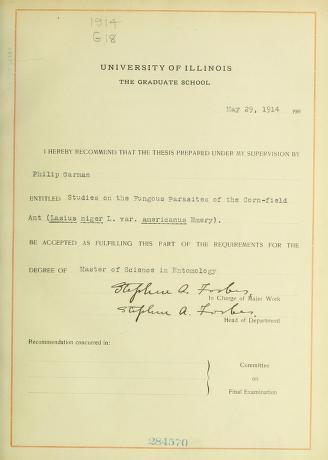 1914
G18
UNIVERSITY OF ILLINOIS
THE GRADUATE SCHOOL
May 29, 1914
I HEREBY RECOMMEND THAT THE THESIS PREPARED UNDER MY SUPERVISION BY
Philip Garman
ENTITLED Studies on the Fungous Parasites of the Corn-field
Ant (Lasius niger L. var. americanus Emery).
BE ACCEPTED AS FULFILLING THIS PART OF THE REQUIREMENTS FOR THE
DEGREE OF Master of Science in Entomology
Stephen A. Forbes
In Charge of Major Work
Stephen A. Forbes
Head of Department
Recommendation concurred in:
Committee
on
Final Examination
284570